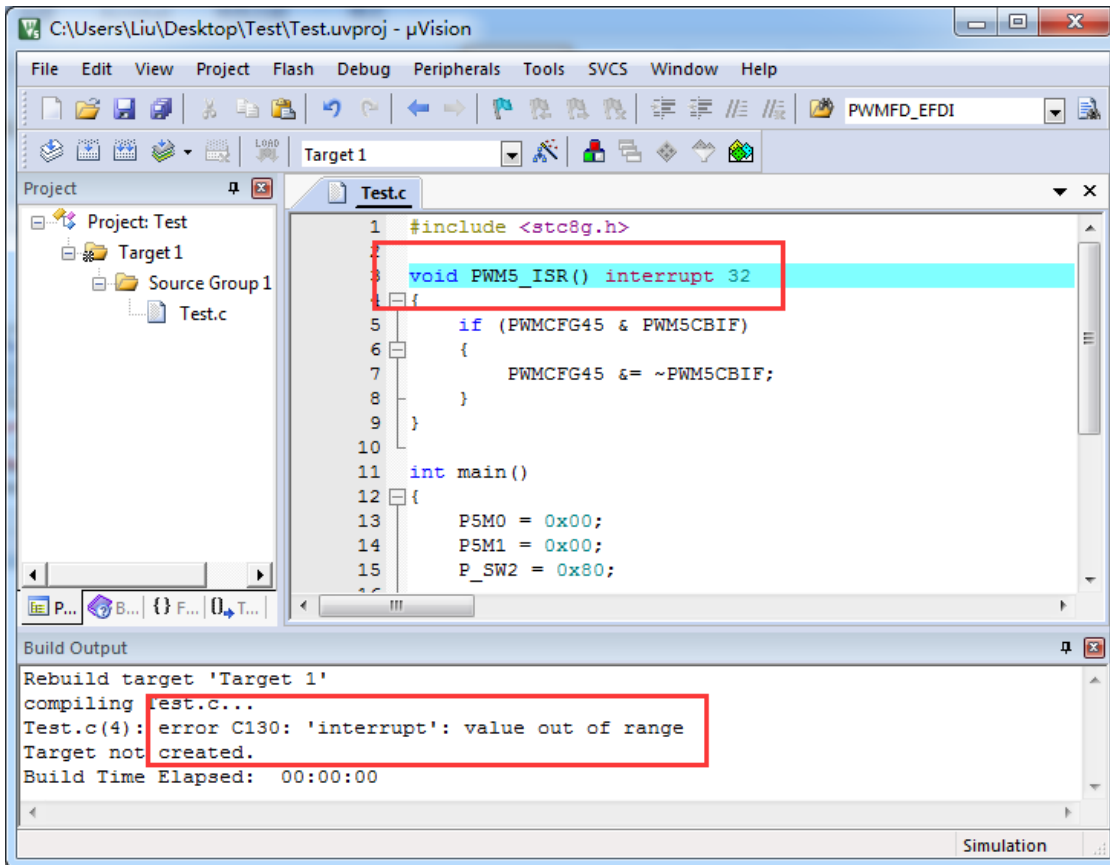 C:\Users\Liu\Desktop\Test\Test.uvproj - µVision
File Edit View Project Flash Debug Peripherals Tools SVCS Window Help
PWMFD_EFDI
LOAD
Target 1
Project
Test.c
Project: Test
Target 1
Source Group 1
Test.c
1 #include <stc8g.h>
2
3 void PWM5_ISR() interrupt 32
4 {
5 if (PWMCFG45 & PWM5CBIF)
6 {
7 PWMCFG45 &= ~PWM5CBIF;
8 }
9 }
10
11 int main()
12 {
13 P5M0 = 0x00;
14 P5M1 = 0x00;
15 P_SW2 = 0x80;
16
P... B... {} F... 0 T...
Build Output
Rebuild target 'Target 1'
compiling Test.c...
Test.c(4): error C130: 'interrupt': value out of range
Target not created.
Build Time Elapsed: 00:00:00
Simulation